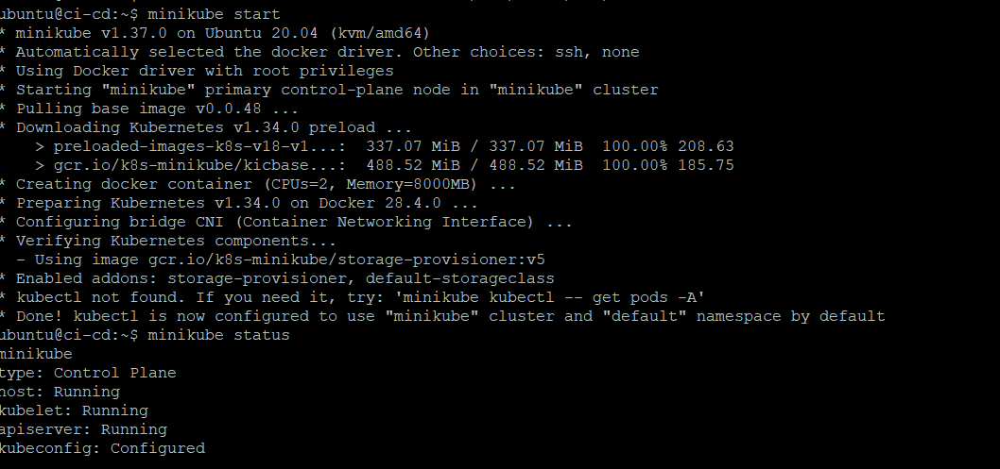 ubuntu@ci-cd:~$ minikube start
* minikube v1.37.0 on Ubuntu 20.04 (kvm/amd64)
* Automatically selected the docker driver. Other choices: ssh, none
* Using Docker driver with root privileges
* Starting "minikube" primary control-plane node in "minikube" cluster
* Pulling base image v0.0.48 ...
* Downloading Kubernetes v1.34.0 preload ...
    > preloaded-images-k8s-v18-v1...:  337.07 MiB / 337.07 MiB  100.00% 208.63
    > gcr.io/k8s-minikube/kicbase...:  488.52 MiB / 488.52 MiB  100.00% 185.75
* Creating docker container (CPUs=2, Memory=8000MB) ...
* Preparing Kubernetes v1.34.0 on Docker 28.4.0 ...
* Configuring bridge CNI (Container Networking Interface) ...
* Verifying Kubernetes components...
  - Using image gcr.io/k8s-minikube/storage-provisioner:v5
* Enabled addons: storage-provisioner, default-storageclass
* kubectl not found. If you need it, try: 'minikube kubectl -- get pods -A'
* Done! kubectl is now configured to use "minikube" cluster and "default" namespace by default
ubuntu@ci-cd:~$ minikube status
minikube
type: Control Plane
host: Running
kubelet: Running
apiserver: Running
kubeconfig: Configured